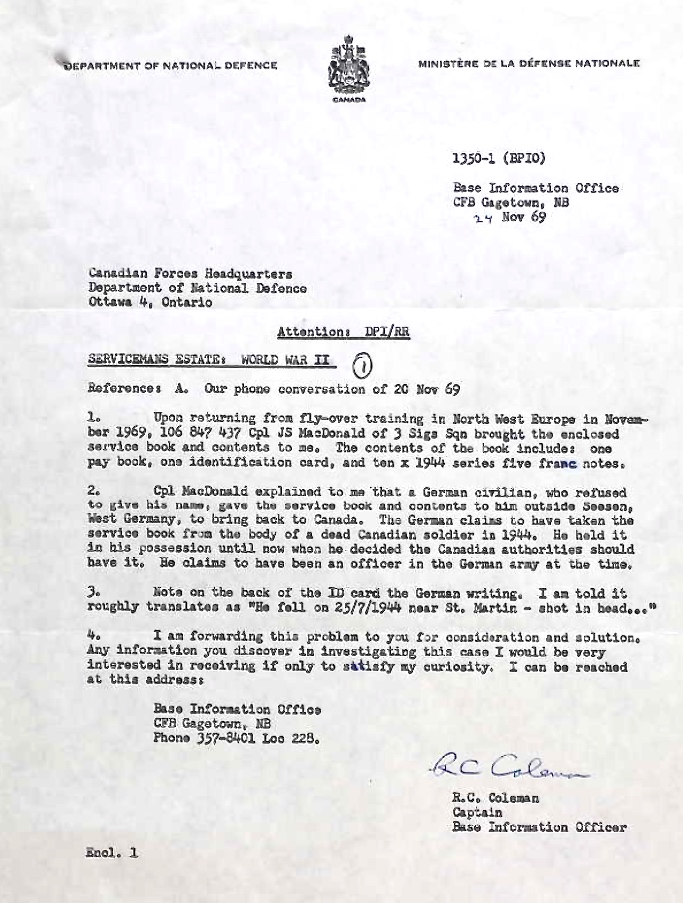 DEPARTMENT OF NATIONAL DEFENCE
MINISTÈRE DE LA DÉFENSE NATIONALE
CANADA
1350-1 (BPIO)
Base Information Office
CFB Gagetown, NB
24 Nov 69
Canadian Forces Headquarters
Department of National Defence
Ottawa 4, Ontario
Attention: DPI/RR
SERVICEMANS ESTATE: WORLD WAR II 1
References A. Our phone conversation of 20 Nov 69
1. Upon returning from fly-over training in North West Europe in Novem-
ber 1969, 106 847 437 Cpl JS MacDonald of 3 Sigs Sqn brought the enclosed
service book and contents to me. The contents of the book include: one
pay book, one identification card, and ten x 1944 series five franc notes.
2. Cpl MacDonald explained to me that a German civilian, who refused
to give his name, gave the service book and contents to him outside Seesen,
West Germany, to bring back to Canada. The German claims to have taken the
service book from the body of a dead Canadian soldier in 1944. He held it
in his possession until now when he decided the Canadian authorities should
have it. He claims to have been an officer in the German army at the time.
3. Note on the back of the ID card the German writing. I am told it
roughly translates as "He fell on 25/7/1944 near St. Martin - shot in head..."
4. I am forwarding this problem to you for consideration and solution.
Any information you discover in investigating this case I would be very
interested in receiving if only to satisfy my curiosity. I can be reached
at this address:
Base Information Office
CFB Gagetown, NB
Phone 357-8401 Loc 228.
RC Coleman
R.C. Coleman
Captain
Base Information Officer
Encl. 1